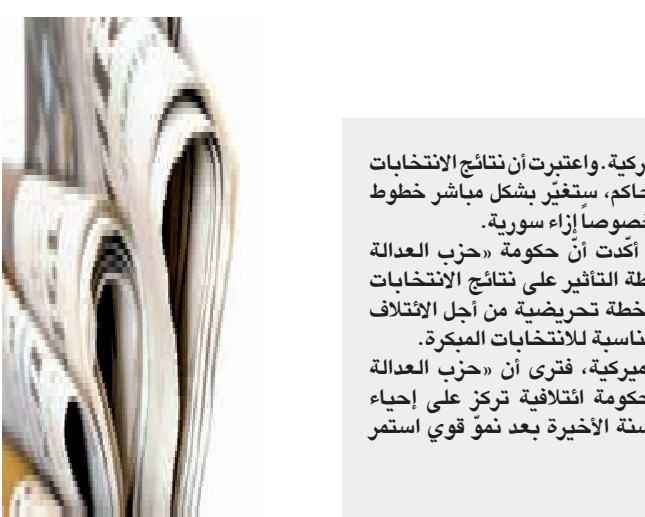 ركية. واعتبرت أن نتائج الانتخابات
حاكم، ستغيّر بشكل مباشر خطوط
خصوصاً إزاء سورية.
أكّدت أنّ حكومة «حزب العدالة
طة التأثير على نتائج الانتخابات
خطة تحريضية من أجل الائتلاف
ناسبة للانتخابات المبكرة.
ميركية، فترى أن «حزب العدالة
حكومة ائتلافية تركز على إحياء
سنة الأخيرة بعد نموّ قوي استمر